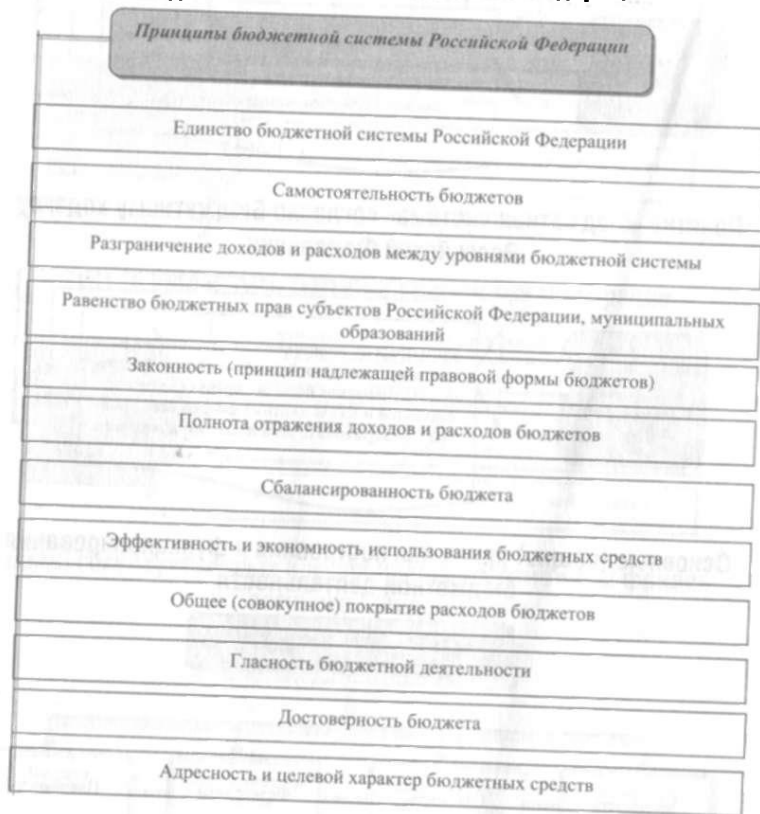 Принципы бюджетной системы Российской Федерации
Единство бюджетной системы Российской Федерации
Самостоятельность бюджетов
Разграничение доходов и расходов между уровнями бюджетной системы
Равенство бюджетных прав субъектов Российской Федерации, муниципальных
образований
Законность (принцип надлежащей правовой формы бюджетов)
Полнота отражения доходов и расходов бюджетов
Сбалансированность бюджета
Эффективность и экономность использования бюджетных средств
Общее (совокупное) покрытие расходов бюджетов
Гласность бюджетной деятельности
Достоверность бюджета
Адресность и целевой характер бюджетных средств